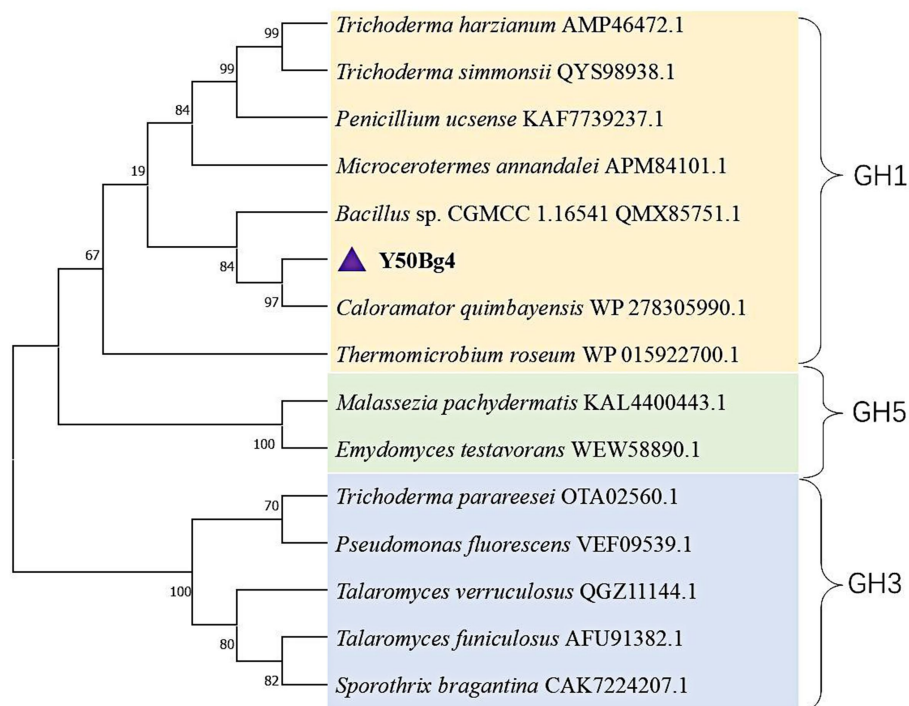 Trichoderma harzianum AMP46472.1
99
Trichoderma simmonsii QYS98938.1
99
Penicillium ucsense KAF7739237.1
84
Microcerotermes annandalei APM84101.1
19
GH1
Bacillus sp. CGMCC 1.16541 QMX85751.1
67
84
Y50Bg4
97
Caloramator quimbayensis WP 278305990.1
Thermomicrobium roseum WP 015922700.1
Malassezia pachydermatis KAL4400443.1
GH5
100
Emydomyces testavorans WEW58890.1
Trichoderma parareesei OTA02560.1
70
Pseudomonas fluorescens VEF09539.1
GH3
100
Talaromyces verruculosus QGZ11144.1
80
Talaromyces funiculosus AFU91382.1
82
Sporothrix bragantina CAK7224207.1